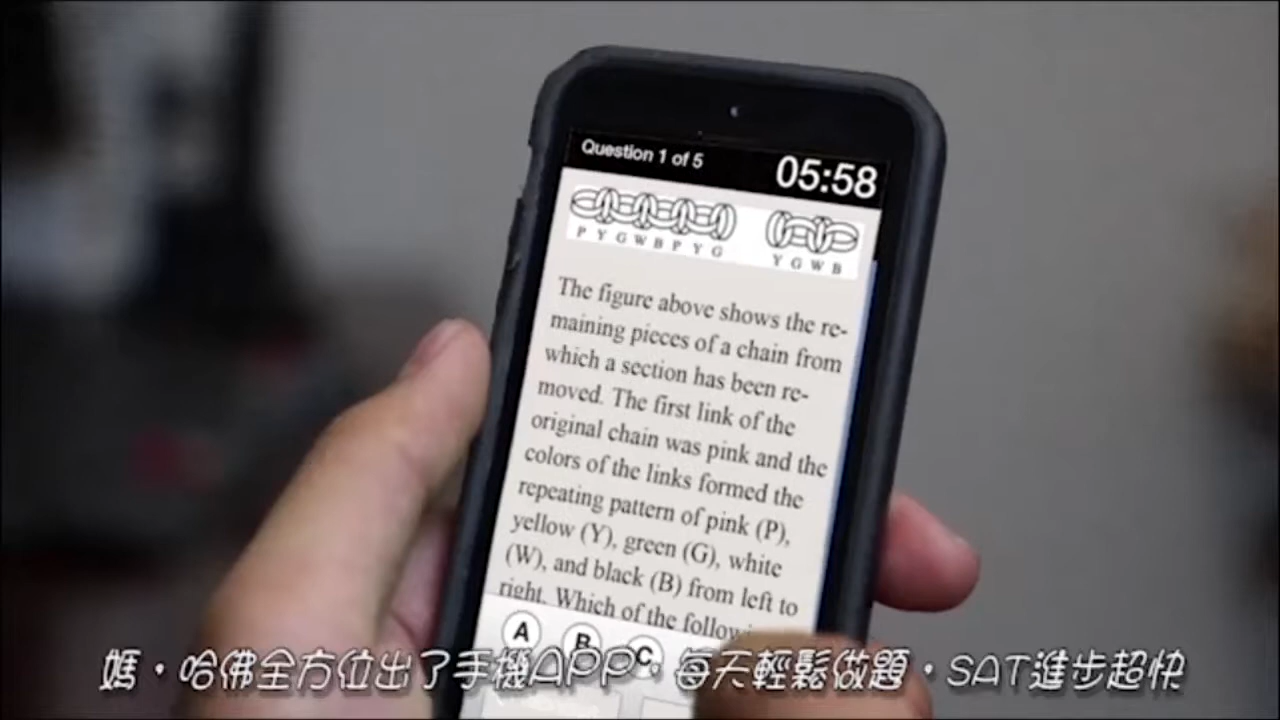 Question 1 of 5
05:58
P Y G W B P Y G
Y G W B
The figure above shows the re-
maining pieces of a chain from
which a section has been re-
moved. The first link of the
original chain was pink and the
colors of the links formed the
repeating pattern of pink (P),
yellow (Y), green (G), white
(W), and black (B) from left to
right. Which of the
A B C
媽，哈佛全方位出了手機APP，每天輕鬆做題，SAT進步超快